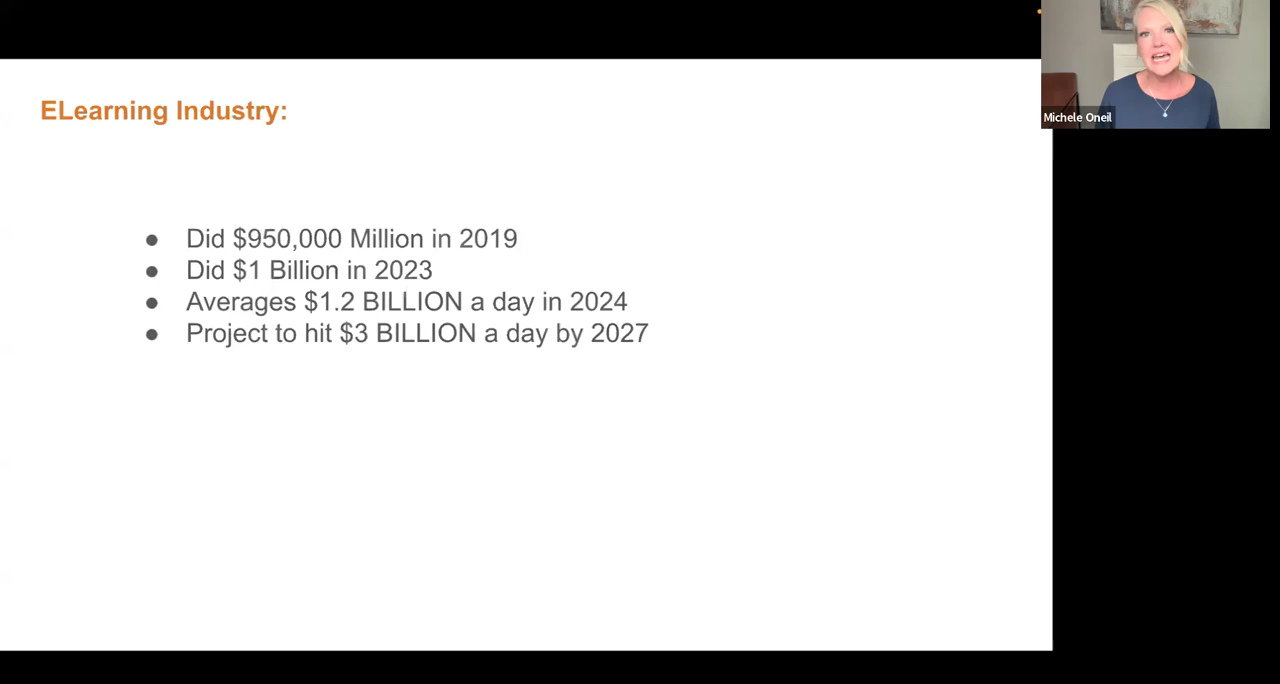 ELearning Industry:
Michele Oneil
● Did $950,000 Million in 2019
● Did $1 Billion in 2023
● Averages $1.2 BILLION a day in 2024
● Project to hit $3 BILLION a day by 2027